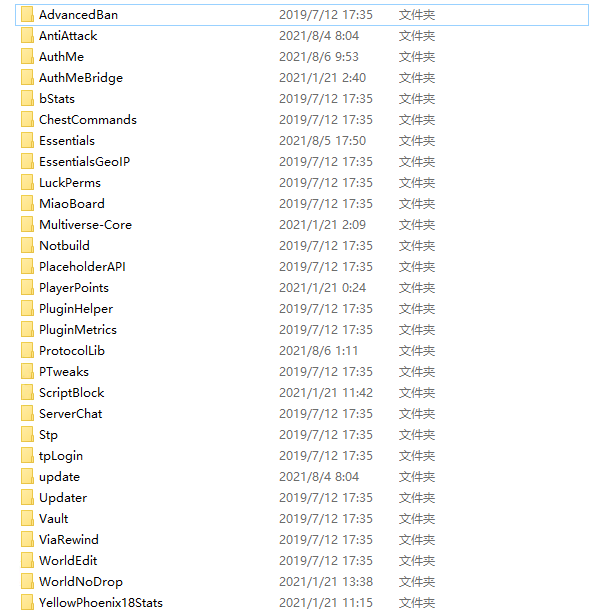 AdvancedBan 2019/7/12 17:35 文件夹
AntiAttack 2021/8/4 8:04 文件夹
AuthMe 2021/8/6 9:53 文件夹
AuthMeBridge 2021/1/21 2:40 文件夹
bStats 2019/7/12 17:35 文件夹
ChestCommands 2019/7/12 17:35 文件夹
Essentials 2021/8/5 17:50 文件夹
EssentialsGeoIP 2019/7/12 17:35 文件夹
LuckPerms 2019/7/12 17:35 文件夹
MiaoBoard 2019/7/12 17:35 文件夹
Multiverse-Core 2021/1/21 2:09 文件夹
Notbuild 2019/7/12 17:35 文件夹
PlaceholderAPI 2019/7/12 17:35 文件夹
PlayerPoints 2021/1/21 0:24 文件夹
PluginHelper 2019/7/12 17:35 文件夹
PluginMetrics 2019/7/12 17:35 文件夹
ProtocolLib 2021/8/6 1:11 文件夹
PTweaks 2019/7/12 17:35 文件夹
ScriptBlock 2021/1/21 11:42 文件夹
ServerChat 2019/7/12 17:35 文件夹
Stp 2019/7/12 17:35 文件夹
tpLogin 2019/7/12 17:35 文件夹
update 2021/8/4 8:04 文件夹
Updater 2019/7/12 17:35 文件夹
Vault 2019/7/12 17:35 文件夹
ViaRewind 2019/7/12 17:35 文件夹
WorldEdit 2019/7/12 17:35 文件夹
WorldNoDrop 2021/1/21 13:38 文件夹
YellowPhoenix18Stats 2021/1/21 11:15 文件夹